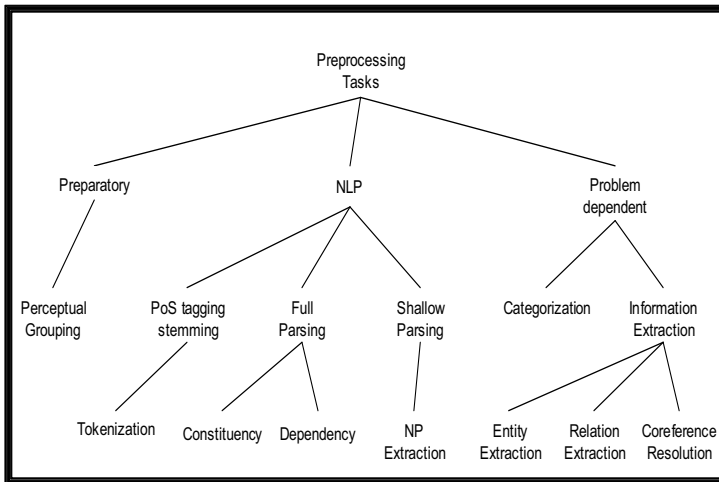 Preprocessing
Tasks
Preparatory
NLP
Problem
dependent
Perceptual
Grouping
PoS tagging
stemming
Full
Parsing
Shallow
Parsing
Categorization
Information
Extraction
Tokenization
Constituency
Dependency
NP
Extraction
Entity
Extraction
Relation
Extraction
Coreference
Resolution